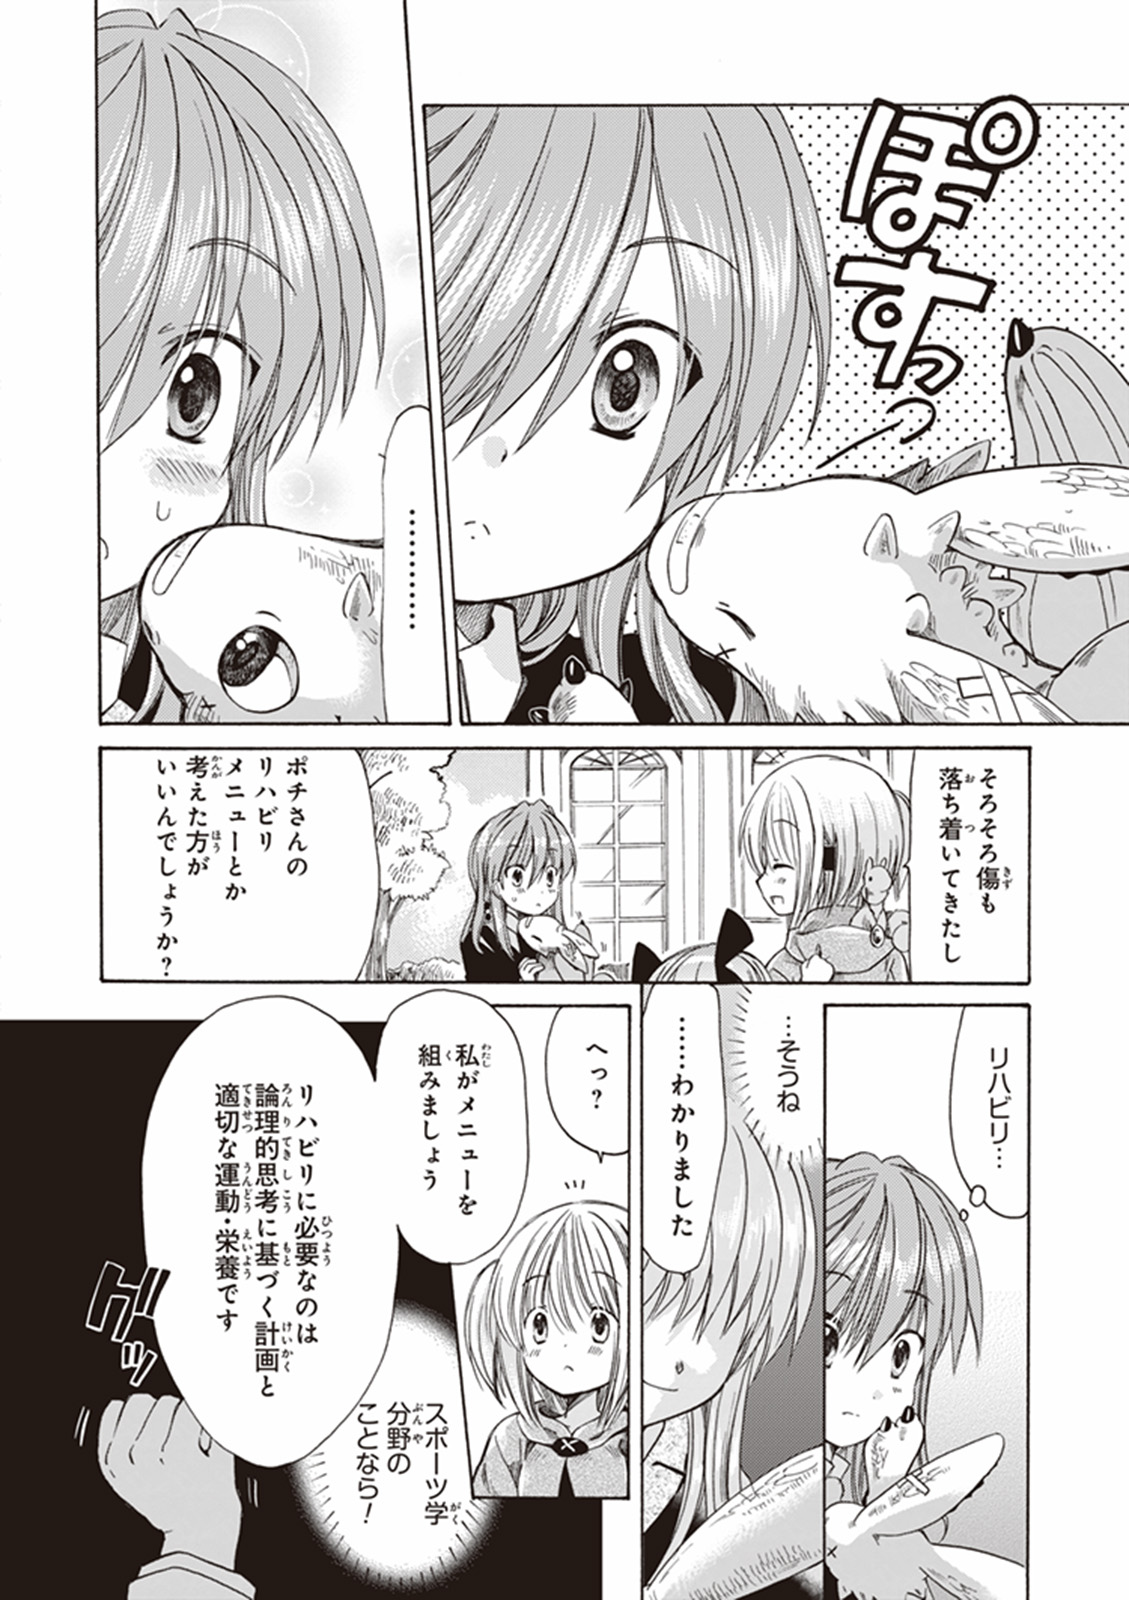 ぽすっ
…………
そろそろ傷も
落ち着いてきたし
ポチさんの
リハビリ
メニューとか
考えた方が
いいんでしょうか?
リハビリ…
…そうね
……わかりました
へっ?
私がメニューを
組みましょう
リハビリに必要なのは
論理的思考に基づく計画と
適切な運動・栄養です
スポーツ学
分野の
ことなら!
グッ